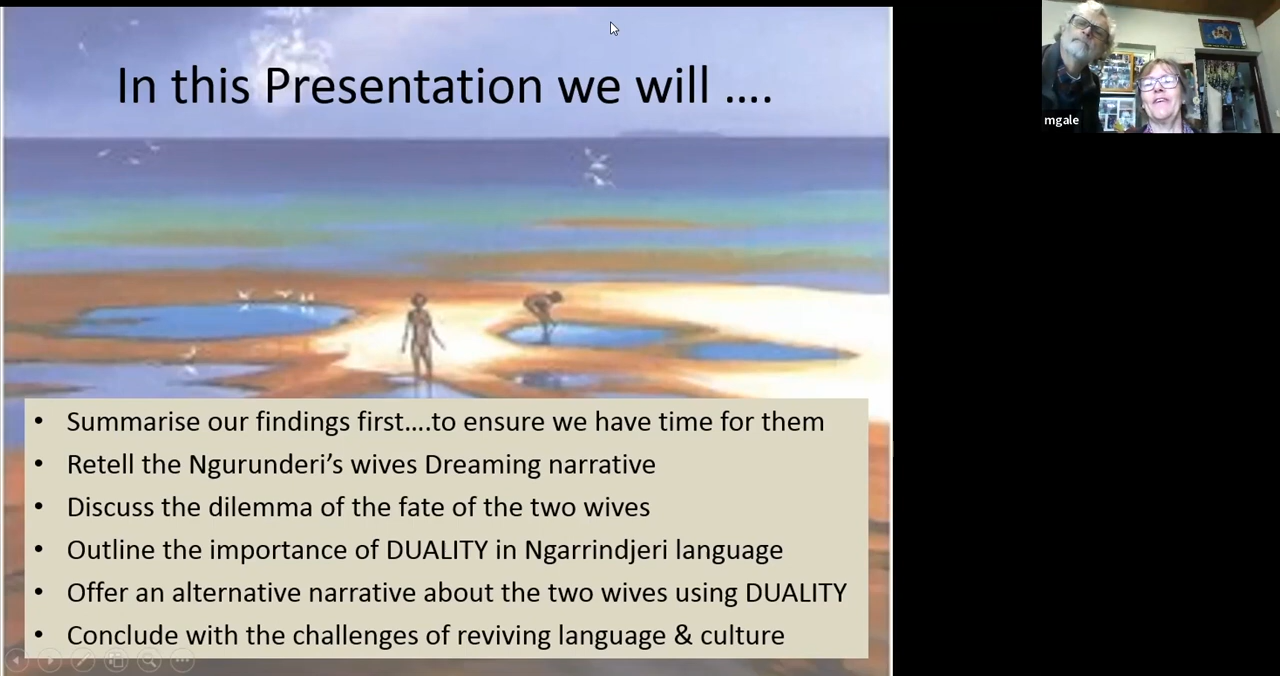 In this Presentation we will ....
mgale
• Summarise our findings first....to ensure we have time for them
• Retell the Ngurunderi’s wives Dreaming narrative
• Discuss the dilemma of the fate of the two wives
• Outline the importance of DUALITY in Ngarrindjeri language
• Offer an alternative narrative about the two wives using DUALITY
• Conclude with the challenges of reviving language & culture